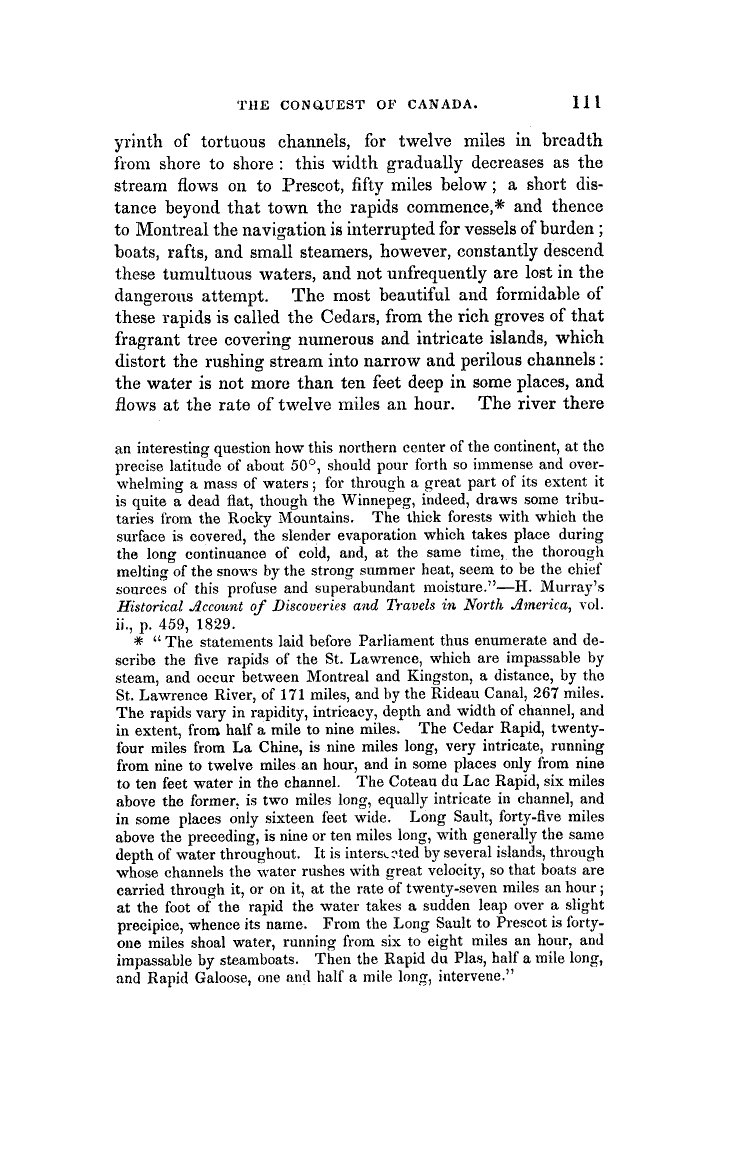 THE CONQUEST OF CANADA. 111
yrinth of tortuous channels, for twelve miles in breadth
from shore to shore : this width gradually decreases as the
stream flows on to Prescot, fifty miles below ; a short dis-
tance beyond that town the rapids commence,* and thence
to Montreal the navigation is interrupted for vessels of burden ;
boats, rafts, and small steamers, however, constantly descend
these tumultuous waters, and not unfrequently are lost in the
dangerous attempt. The most beautiful and formidable of
these rapids is called the Cedars, from the rich groves of that
fragrant tree covering numerous and intricate islands, which
distort the rushing stream into narrow and perilous channels :
the water is not more than ten feet deep in some places, and
flows at the rate of twelve miles an hour. The river there
an interesting question how this northern center of the continent, at the
precise latitude of about 50°, should pour forth so immense and over-
whelming a mass of waters ; for through a great part of its extent it
is quite a dead flat, though the Winnepeg, indeed, draws some tribu-
taries from the Rocky Mountains. The thick forests with which the
surface is covered, the slender evaporation which takes place during
the long continuance of cold, and, at the same time, the thorough
melting of the snows by the strong summer heat, seem to be the chief
sources of this profuse and superabundant moisture.”—H. Murray’s
Historical Account of Discoveries and Travels in North America, vol.
ii., p. 459, 1829.
* “ The statements laid before Parliament thus enumerate and de-
scribe the five rapids of the St. Lawrence, which are impassable by
steam, and occur between Montreal and Kingston, a distance, by the
St. Lawrence River, of 171 miles, and by the Rideau Canal, 267 miles.
The rapids vary in rapidity, intricacy, depth and width of channel, and
in extent, from half a mile to nine miles. The Cedar Rapid, twenty-
four miles from La Chine, is nine miles long, very intricate, running
from nine to twelve miles an hour, and in some places only from nine
to ten feet water in the channel. The Coteau du Lac Rapid, six miles
above the former, is two miles long, equally intricate in channel, and
in some places only sixteen feet wide. Long Sault, forty-five miles
above the preceding, is nine or ten miles long, with generally the same
depth of water throughout. It is intersected by several islands, through
whose channels the water rushes with great velocity, so that boats are
carried through it, or on it, at the rate of twenty-seven miles an hour ;
at the foot of the rapid the water takes a sudden leap over a slight
precipice, whence its name. From the Long Sault to Prescot is forty-
one miles shoal water, running from six to eight miles an hour, and
impassable by steamboats. Then the Rapid du Plas, half a mile long,
and Rapid Galoose, one and half a mile long, intervene.”